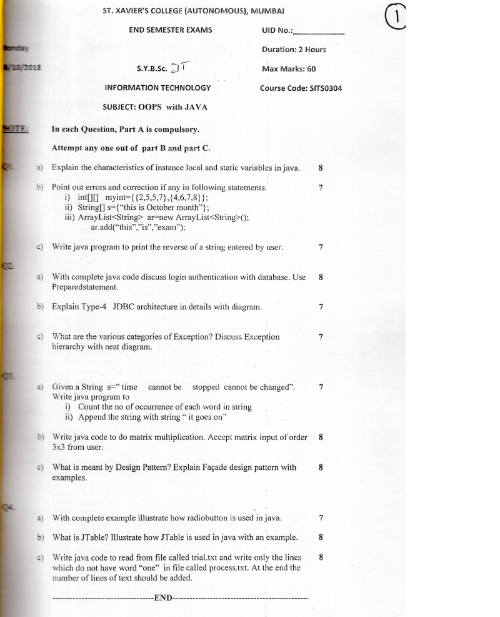 ST. XAVIER'S COLLEGE (AUTONOMOUS), MUMBAI
1
END SEMESTER EXAMS UID No.:____________
Monday Duration: 2 Hours
/10/2018 S.Y.B.Sc. IT Max Marks: 60
INFORMATION TECHNOLOGY Course Code: SITS0304
SUBJECT: OOPS with JAVA
NOTE: In each Question, Part A is compulsory.
Attempt any one out of part B and part C.
Q1. a) Explain the characteristics of instance local and static variables in java. 8
b) Point out errors and correction if any in following statements. 7
i) int[][] myint={{2,5,5,7},{4,6,7,8}};
ii) String[] s={"this is October month"};
iii) ArrayList<String> ar=new ArrayList<String>();
ar.add("this","is","exam");
c) Write java program to print the reverse of a string entered by user. 7
Q2.
a) With complete java code discuss login authentication with database. Use 8
Preparedstatement.
b) Explain Type-4 JDBC architecture in details with diagram. 7
c) What are the various categories of Exception? Discuss Exception 7
hierarchy with neat diagram.
Q3.
a) Given a String s=" time cannot be stopped cannot be changed". 7
Write java program to
i) Count the no of occurrence of each word in string
ii) Append the string with string " it goes on"
b) Write java code to do matrix multiplication. Accept matrix input of order 8
3x3 from user.
c) What is meant by Design Pattern? Explain Façade design pattern with 8
examples.
Q4.
a) With complete example illustrate how radiobutton is used in java. 7
b) What is JTable? Illustrate how JTable is used in java with an example. 8
c) Write java code to read from file called trial.txt and write only the lines 8
which do not have word "one" in file called process.txt. At the end the
number of lines of text should be added.
------------------------------------END------------------------------------------------